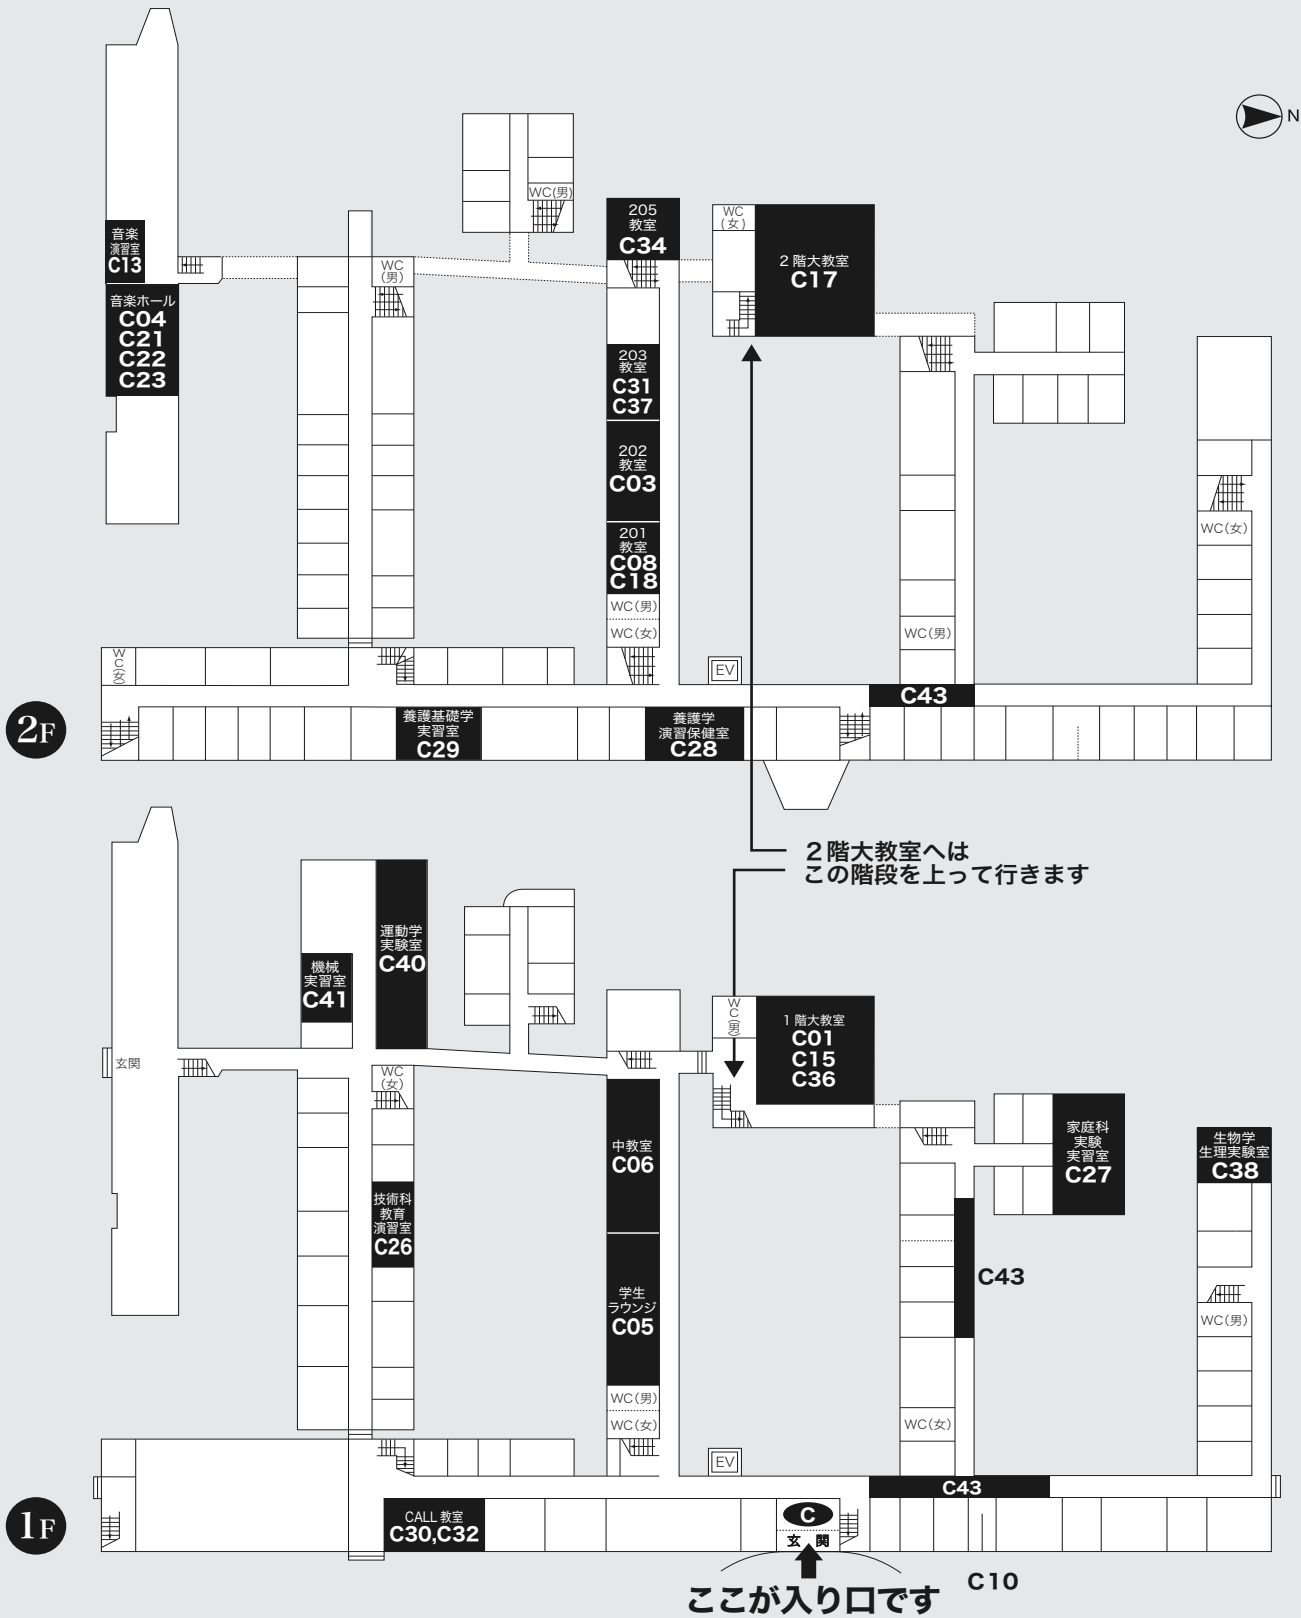 N
WC(男)
205
教室
C34
WC
(女)
2階大教室
C17
音楽
演習室
C13
WC
(男)
音楽ホール
C04
C21
C22
C23
203
教室
C31
C37
202
教室
C03
201
教室
C08
C18
WC(男)
WC(女)
WC(女)
WC(男)
WC(女)
EV
C43
2F
養護基礎学
実習室
C29
養護学
演習保健室
C28
2階大教室へは
この階段を上って行きます
運動学
実験室
C40
機械
実習室
C41
WC(男)
1階大教室
C01
C15
C36
玄関
WC
(女)
中教室
C06
家庭科
実験
実習室
C27
生物学
生理実験室
C38
技術科
教育
演習室
C26
C43
学生
ラウンジ
C05
WC(男)
WC(男)
WC(女)
WC(女)
EV
C43
1F
CALL 教室
C30,C32
C
玄 関
C10
ここが入り口です